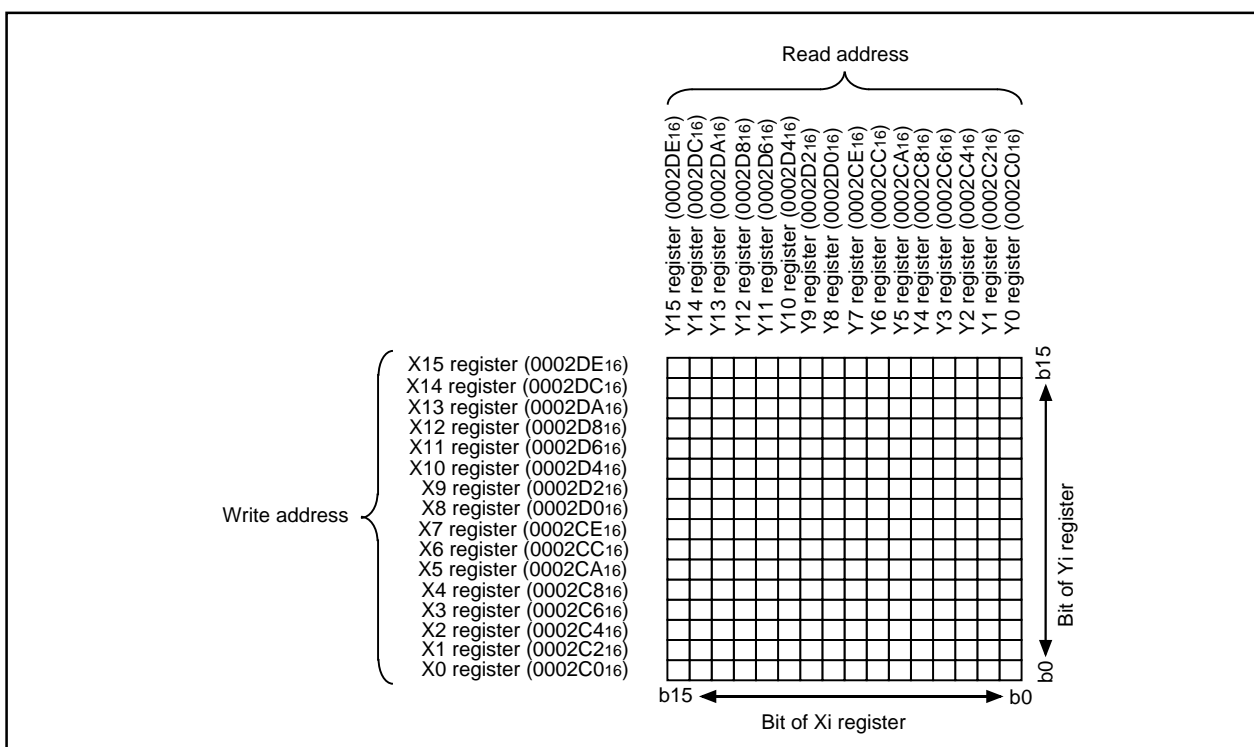 Read address
Y15 register (0002DE16)
Y14 register (0002DC16)
Y13 register (0002DA16)
Y12 register (0002D816)
Y11 register (0002D616)
Y10 register (0002D416)
Y9 register (0002D216)
Y8 register (0002D016)
Y7 register (0002CE16)
Y6 register (0002CC16)
Y5 register (0002CA16)
Y4 register (0002C816)
Y3 register (0002C616)
Y2 register (0002C416)
Y1 register (0002C216)
Y0 register (0002C016)
Write address
X15 register (0002DE16)
X14 register (0002DC16)
X13 register (0002DA16)
X12 register (0002D816)
X11 register (0002D616)
X10 register (0002D416)
X9 register (0002D216)
X8 register (0002D016)
X7 register (0002CE16)
X6 register (0002CC16)
X5 register (0002CA16)
X4 register (0002C816)
X3 register (0002C616)
X2 register (0002C416)
X1 register (0002C216)
X0 register (0002C016)
b15
Bit of Yi register
b0
b15
b0
Bit of Xi register